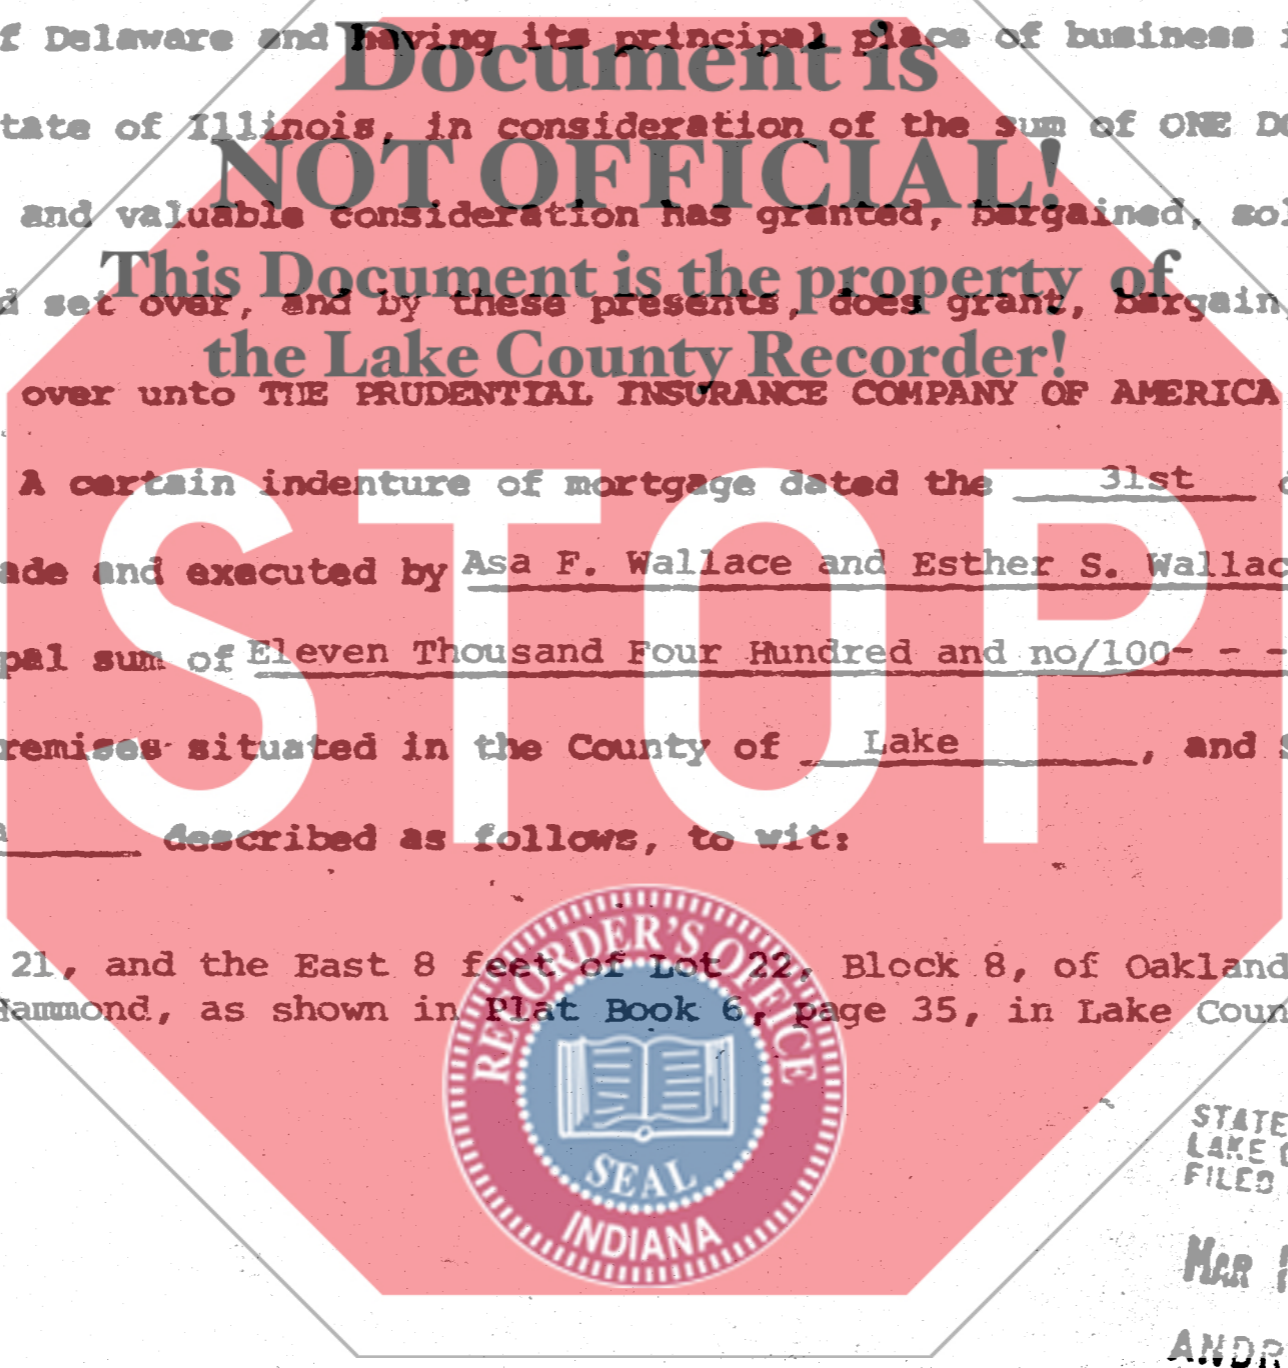 f Delaware and having its principal place of business
Document is
tate of Illinois, in consideration of the sum of ONE DO
NOT OFFICIAL!
and valuable consideration has granted, bargained, sol
This Document is the property of
d set over, and by these presents, does grant, bargain,
the Lake County Recorder!
over unto THE PRUDENTIAL INSURANCE COMPANY OF AMERICA
A certain indenture of mortgage dated the 31st
STOP
ade and executed by Asa F. Wallace and Esther S. Wallac
pal sum of Eleven Thousand Four Hundred and no/100- - -
remises situated in the County of Lake , and S
described as follows, to wit:
21, and the East 8 feet of Lot 22, Block 8, of Oakland
Hammond, as shown in Plat Book 6, page 35, in Lake Coun
RECORDER'S OFFICE
SEAL
INDIANA
STATE
LAKE C
FILED
MAR
ANDR